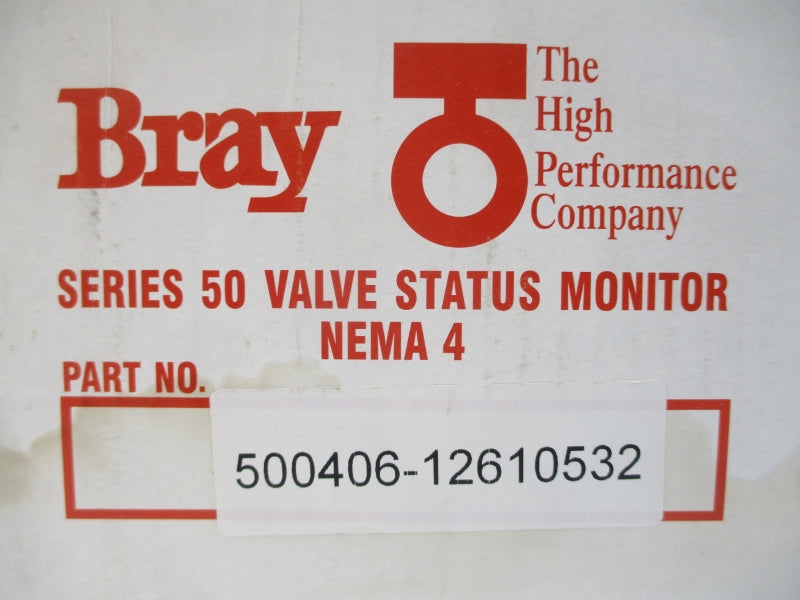 Bray
The
High
Performance
Company
SERIES 50 VALVE STATUS MONITOR
NEMA 4
PART NO.
500406-12610532